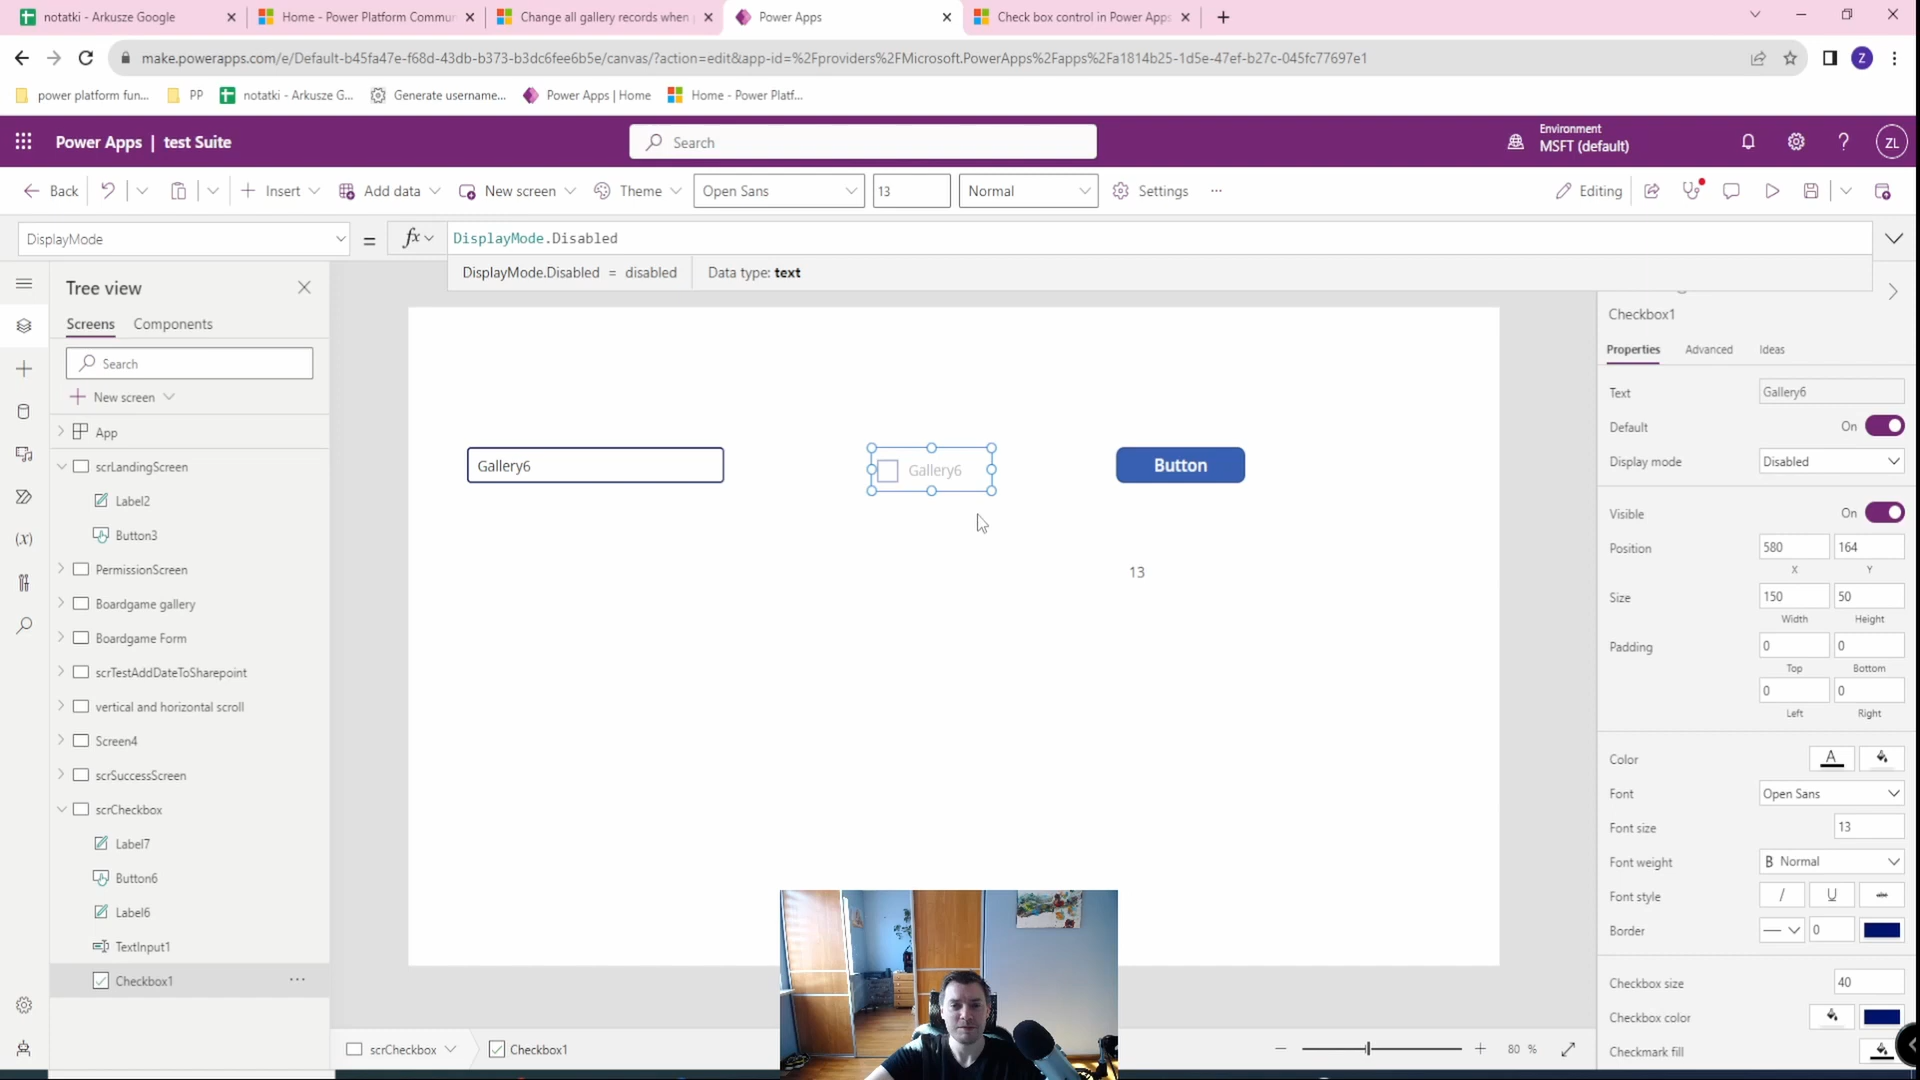 notatki - Arkusze Google
Home - Power Platform Commun
Change all gallery records when
Power Apps
Check box control in Power Apps
make.powerapps.com/e/Default-b45fa47e-f68d-43db-b373-b3dc6fee6b5e/canvas/?action=edit&app-id=%2Fproviders%2FMicrosoft.PowerApps%2Fapps%2Fa1814b25-1d5e-47ef-b27c-045fc77697e1
Z
power platform fun...
PP
notatki - Arkusze G...
Generate username...
Power Apps | Home
Home - Power Platf...
Power Apps | test Suite
Search
Environment
MSFT (default)
ZL
Back
Insert
Add data
New screen
Theme
Open Sans
13
Normal
Settings
...
Editing
DisplayMode
=
fx
DisplayMode.Disabled
DisplayMode.Disabled = disabled
Data type: text
Tree view
Screens
Components
Search
New screen
App
scrLandingScreen
Label2
Button3
PermissionScreen
Boardgame gallery
Boardgame Form
scrTestAddDateToSharepoint
vertical and horizontal scroll
Screen4
scrSuccessScreen
scrCheckbox
Label7
Button6
Label6
TextInput1
Checkbox1
...
Gallery6
Gallery6
Button
13
Checkbox1
Properties
Advanced
Ideas
Text
Gallery6
Default
On
Display mode
Disabled
Visible
On
Position
580
164
X
Y
Size
150
50
Width
Height
Padding
0
0
Top
Bottom
0
0
Left
Right
Color
A
Font
Open Sans
Font size
13
Font weight
B Normal
Font style
/
U
Border
0
Checkbox size
40
Checkbox color
Checkmark fill
scrCheckbox
Checkbox1
80 %